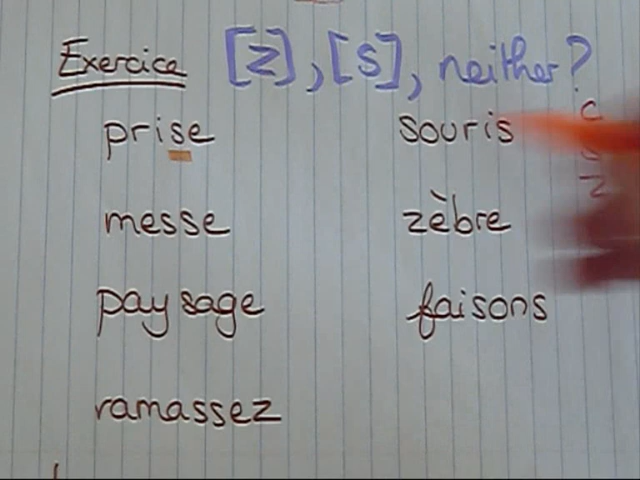 Exercice [z], [s], neither?
prise
messe
paysage
ramassez
souris
zèbre
faisons